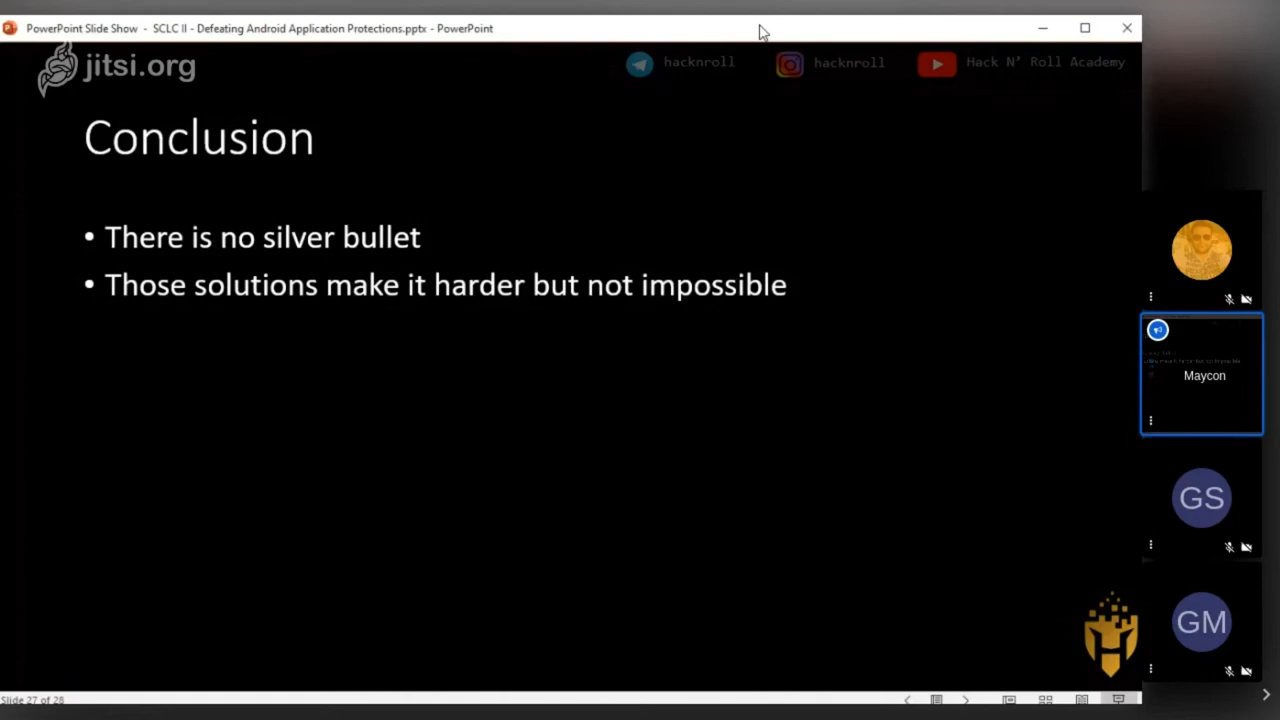 PowerPoint Slide Show - SCLC II - Defeating Android Application Protections.pptx - PowerPoint
jitsi.org
hacknroll
hacknroll
Hack N' Roll Academy
Conclusion
• There is no silver bullet
• Those solutions make it harder but not impossible
Maycon
GS
GM
Slide 27 of 28